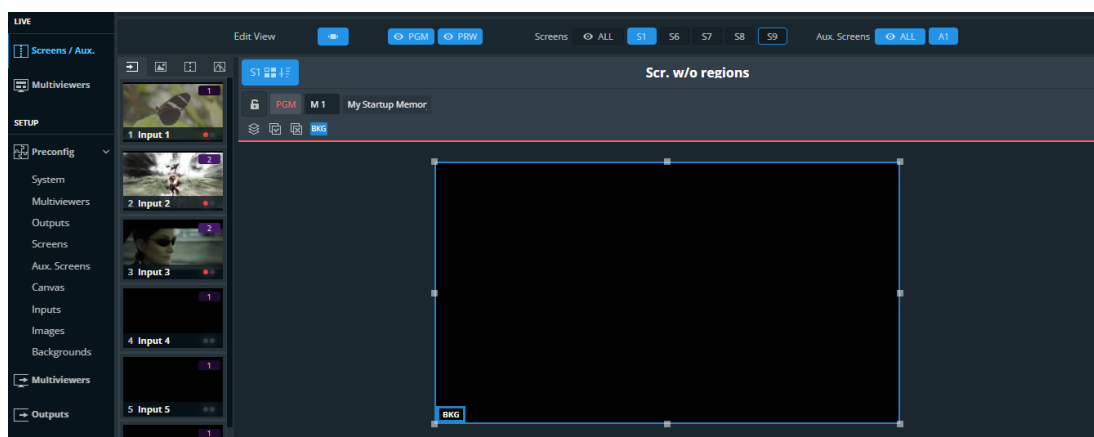 LIVE
Screens / Aux.
Multiviewers
SETUP
Preconfig
System
Multiviewers
Outputs
Screens
Aux. Screens
Canvas
Inputs
Images
Backgrounds
Multiviewers
Outputs
Edit View PGM PRW Screens ALL S1 S6 S7 S8 S9 Aux. Screens ALL A1
1
1 Input 1
2
2 Input 2
2
3 Input 3
1
4 Input 4
1
5 Input 5
1
S1 Scr. w/o regions
PGM M 1 My Startup Memor
BKG
BKG